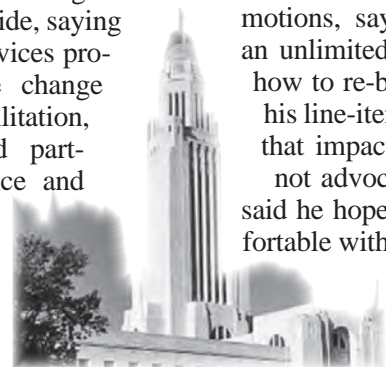 ide, saying
vices pro-
change
litation,
d part-
ce and
motions, say
an unlimited
how to re-b
his line-ite
that impac
not advoc
said he hope
fortable with